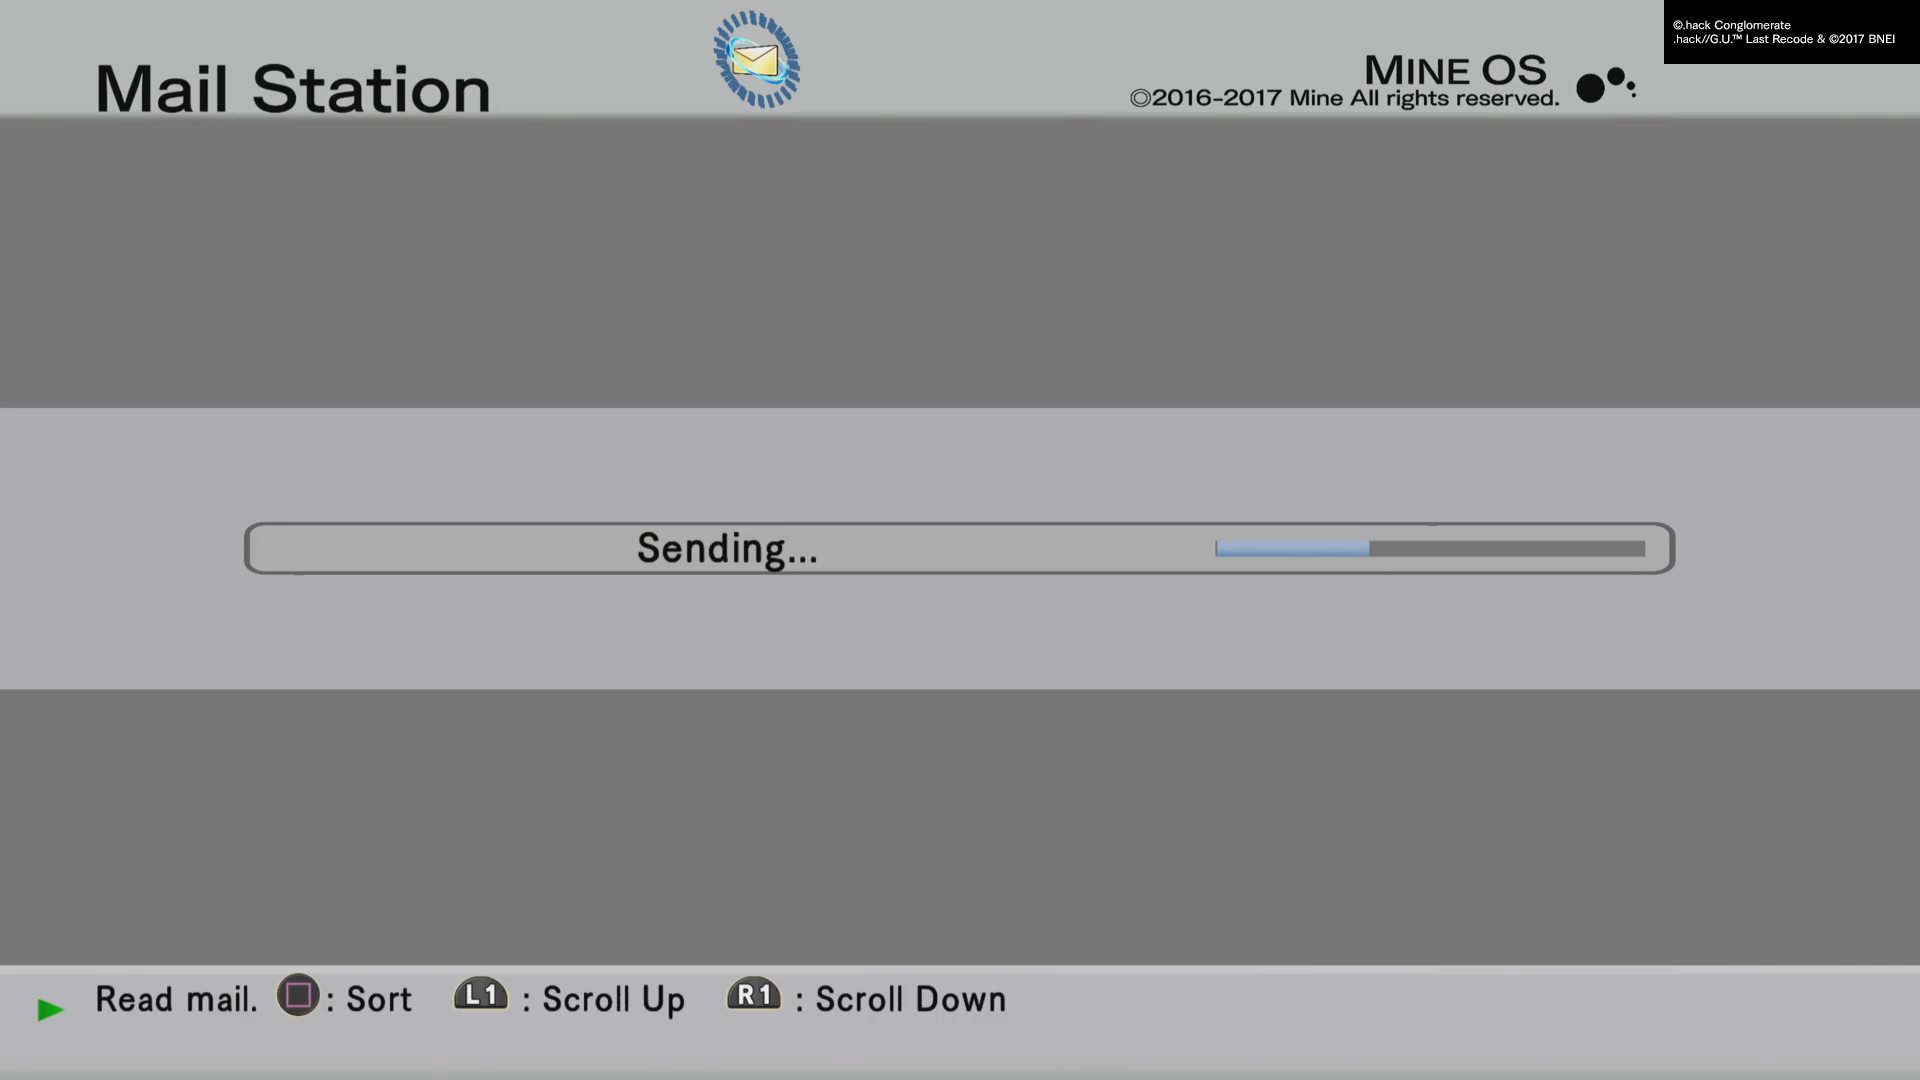 ©.hack Conglomerate
.hack//G.U.™ Last Recode & ©2017 BNEI
Mail Station
MINE OS
©2016-2017 Mine All rights reserved.
Sending...
Read mail. : Sort L1 : Scroll Up R1 : Scroll Down